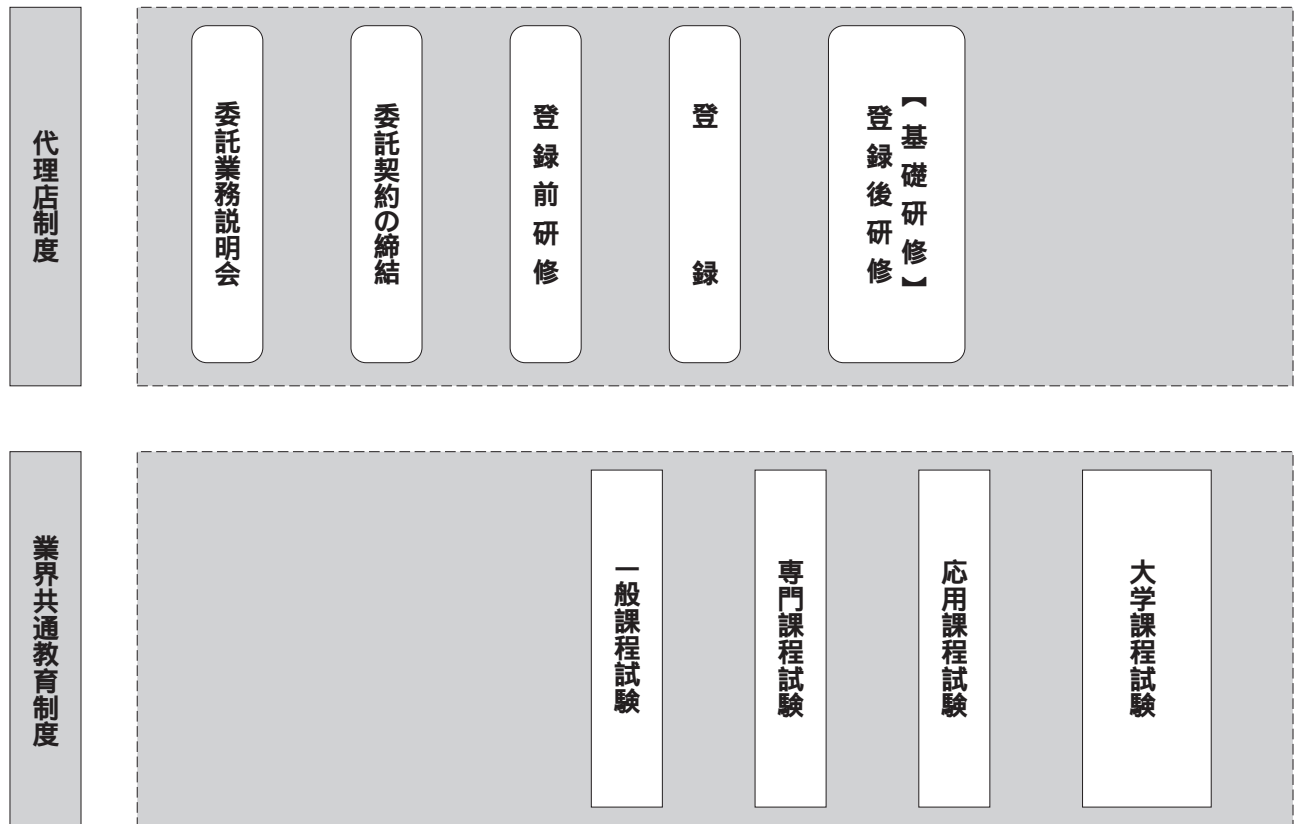 代理店制度
委託業務説明会
委託契約の締結
登録前研修
登録
登録後研修
【基礎研修】
業界共通教育制度
一般課程試験
専門課程試験
応用課程試験
大学課程試験